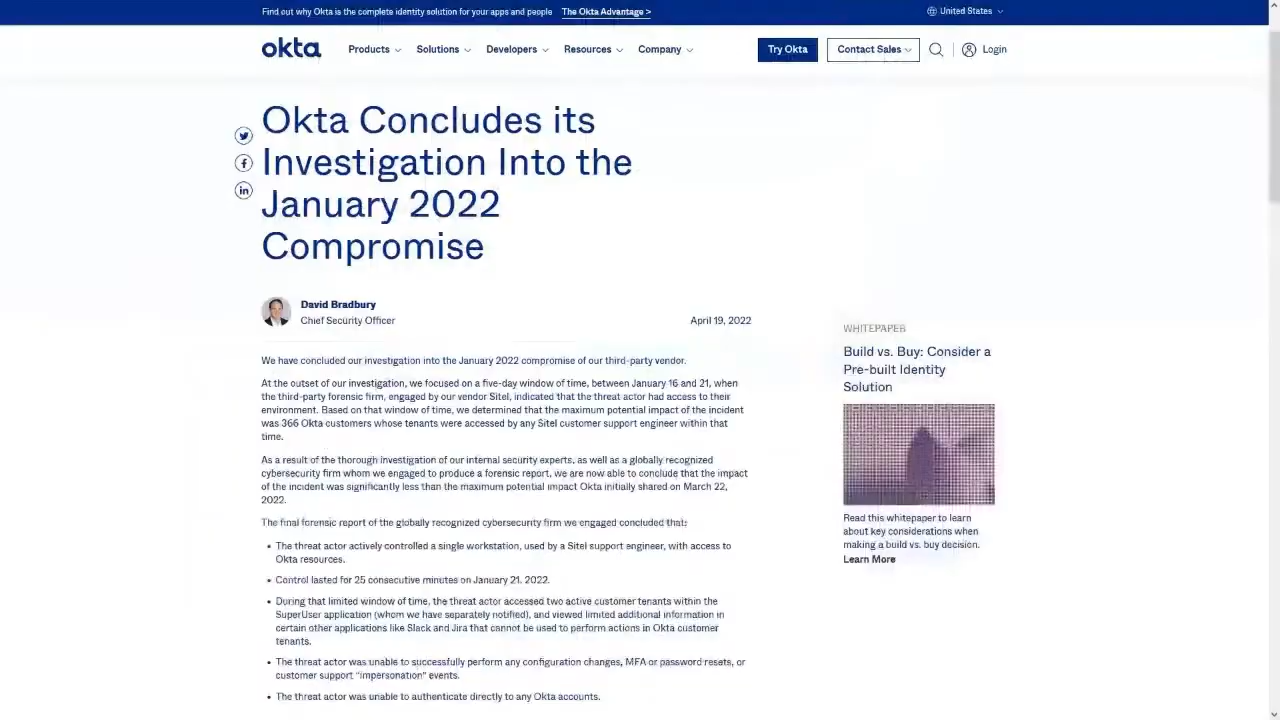 Find out why Okta is the complete identity solution for your apps and people The Okta Advantage >
United States
okta
Products
Solutions
Developers
Resources
Company
Try Okta
Contact Sales
Login
Okta Concludes its
Investigation Into the
January 2022
Compromise
David Bradbury
Chief Security Officer
April 19, 2022
We have concluded our investigation into the January 2022 compromise of our third-party vendor.
At the outset of our investigation, we focused on a five-day window of time, between January 16 and 21, when
the third-party forensic firm, engaged by our vendor Sitel, indicated that the threat actor had access to their
environment. Based on that window of time, we determined that the maximum potential impact of the incident
was 366 Okta customers whose tenants were accessed by any Sitel customer support engineer within that
time.
As a result of the thorough investigation of our internal security experts, as well as a globally recognized
cybersecurity firm whom we engaged to produce a forensic report, we are now able to conclude that the impact
of the incident was significantly less than the maximum potential impact Okta initially shared on March 22,
2022.
The final forensic report of the globally recognized cybersecurity firm we engaged concluded that:
• The threat actor actively controlled a single workstation, used by a Sitel support engineer, with access to
Okta resources.
• Control lasted for 25 consecutive minutes on January 21, 2022.
• During that limited window of time, the threat actor accessed two active customer tenants within the
SuperUser application (whom we have separately notified), and viewed limited additional information in
certain other applications like Slack and Jira that cannot be used to perform actions in Okta customer
tenants.
• The threat actor was unable to successfully perform any configuration changes, MFA or password resets, or
customer support "impersonation" events.
• The threat actor was unable to authenticate directly to any Okta accounts.
WHITEPAPER
Build vs. Buy: Consider a
Pre-built Identity
Solution
Read this whitepaper to learn
about key considerations when
making a build vs. buy decision.
Learn More